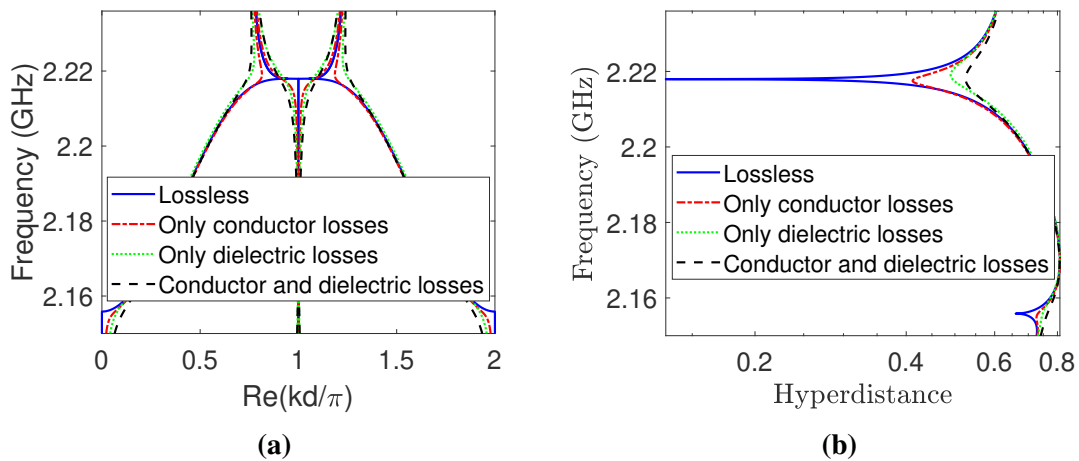 Frequency (GHz)
2.22
2.2
2.18
2.16
Lossless
Only conductor losses
Only dielectric losses
Conductor and dielectric losses
0 0.5 1 1.5 2
Re(kd/π)
(a)
Frequency (GHz)
2.22
2.2
2.18
2.16
Lossless
Only conductor losses
Only dielectric losses
Conductor and dielectric losses
0.2 0.4 0.6 0.8
Hyperdistance
(b)